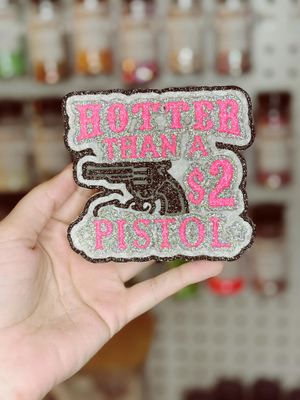 HOTTER
THAN A
$2
PISTOL